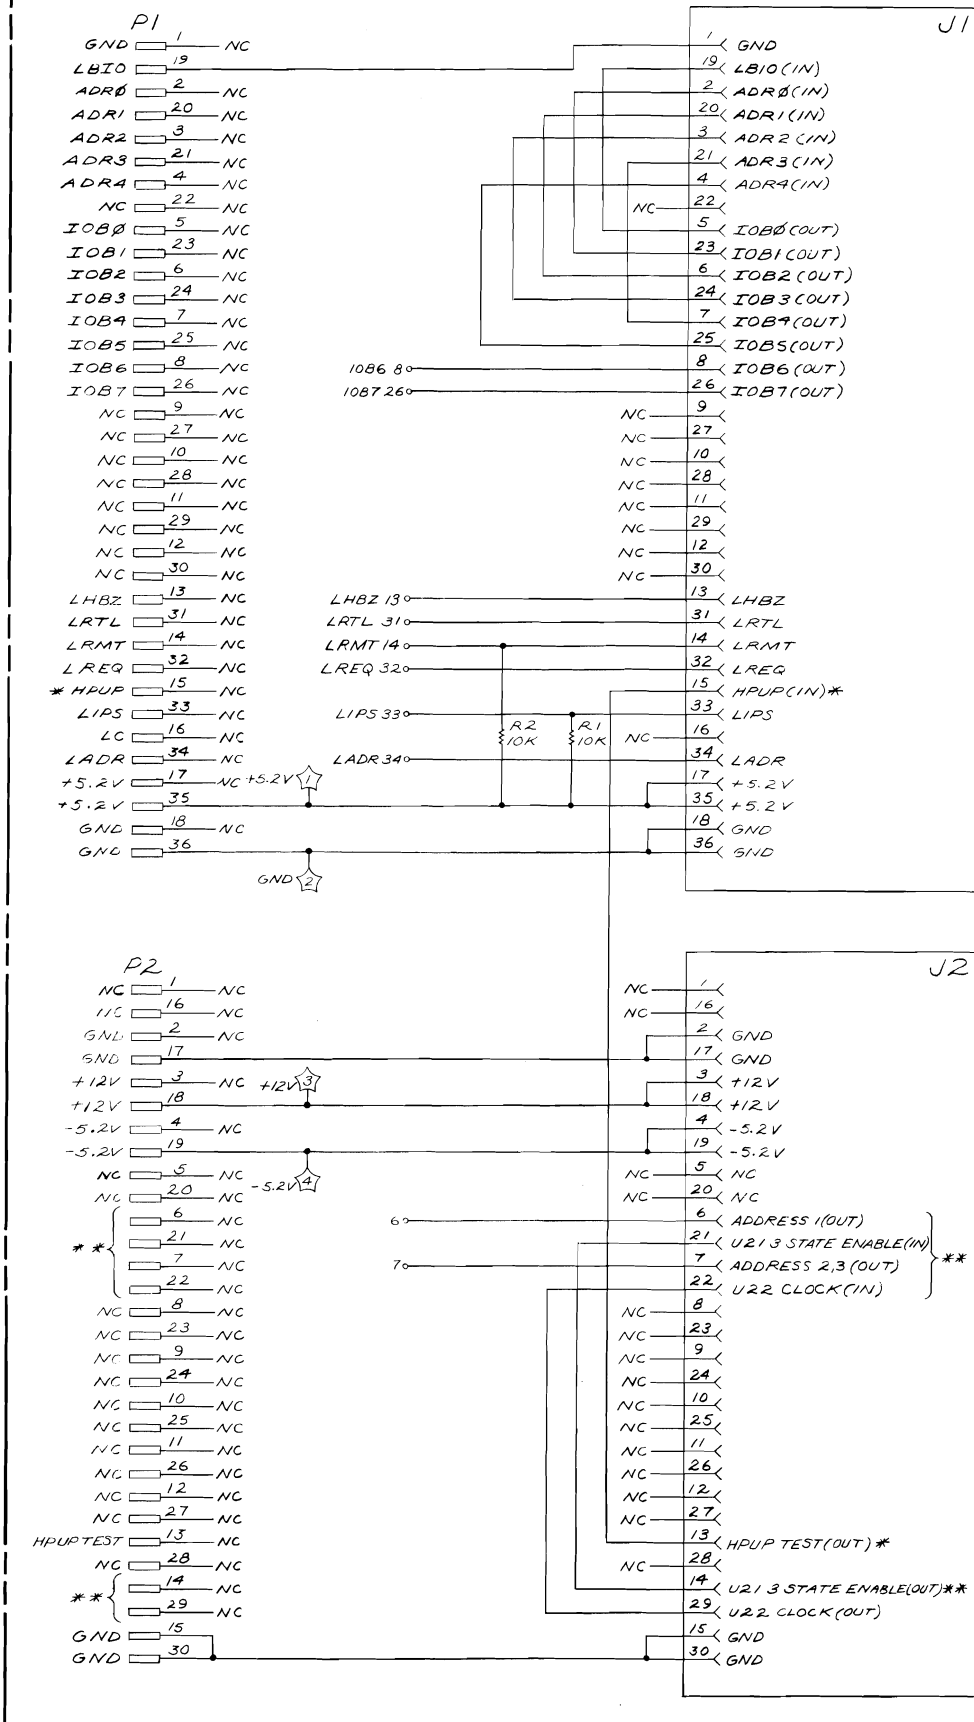 P1 J1
GND 1 NC 1 GND
LBIO 19 19 LBIO(IN)
ADRØ 2 NC 2 ADRØ(IN)
ADR1 20 NC 20 ADR1(IN)
ADR2 3 NC 3 ADR2(IN)
ADR3 21 NC 21 ADR3(IN)
ADR4 4 NC 4 ADR4(IN)
NC 22 NC NC 22
IOBØ 5 NC 5 IOBØ(OUT)
IOB1 23 NC 23 IOB1(OUT)
IOB2 6 NC 6 IOB2(OUT)
IOB3 24 NC 24 IOB3(OUT)
IOB4 7 NC 7 IOB4(OUT)
IOB5 25 NC 25 IOB5(OUT)
IOB6 8 NC IOB6 8 8 IOB6(OUT)
IOB7 26 NC IOB7 26 26 IOB7(OUT)
NC 9 NC NC 9
NC 27 NC NC 27
NC 10 NC NC 10
NC 28 NC NC 28
NC 11 NC NC 11
NC 29 NC NC 29
NC 12 NC NC 12
NC 30 NC NC 30
LHBZ 13 NC LHBZ 13 13 LHBZ
LRTL 31 NC LRTL 31 31 LRTL
LRMT 14 NC LRMT 14 14 LRMT
LREQ 32 NC LREQ 32 32 LREQ
* HPUP 15 NC 15 HPUP(IN)*
LIPS 33 NC LIPS 33 33 LIPS
R2 R1
LC 16 NC 10K 10K NC 16
LADR 34 NC LADR 34 34 LADR
+5.2V 17 NC +5.2V 1 17 +5.2V
+5.2V 35 35 +5.2V
GND 18 NC 18 GND
GND 36 36 GND
GND 2
P2 J2
NC 1 NC NC 1
NC 16 NC NC 16
GND 2 NC 2 GND
GND 17 17 GND
+12V 3 NC +12V 3 3 +12V
+12V 18 18 +12V
-5.2V 4 NC 4 -5.2V
-5.2V 19 19 -5.2V
NC 5 NC NC 5 NC
NC 20 NC -5.2V 4 NC 20 NC
6 NC 6 6 ADDRESS 1(OUT)
** 21 NC 21 U21 3 STATE ENABLE(IN) **
7 NC 7 7 ADDRESS 2,3(OUT)
22 NC 22 U22 CLOCK(IN)
NC 8 NC NC 8
NC 23 NC NC 23
NC 9 NC NC 9
NC 24 NC NC 24
NC 10 NC NC 10
NC 25 NC NC 25
NC 11 NC NC 11
NC 26 NC NC 26
NC 12 NC NC 12
NC 27 NC NC 27
HPUP TEST 13 NC 13 HPUP TEST(OUT)*
NC 28 NC NC 28
** 14 NC 14 U21 3 STATE ENABLE(OUT)**
29 NC 29 U22 CLOCK(OUT)
GND 15 15 GND
GND 30 30 GND